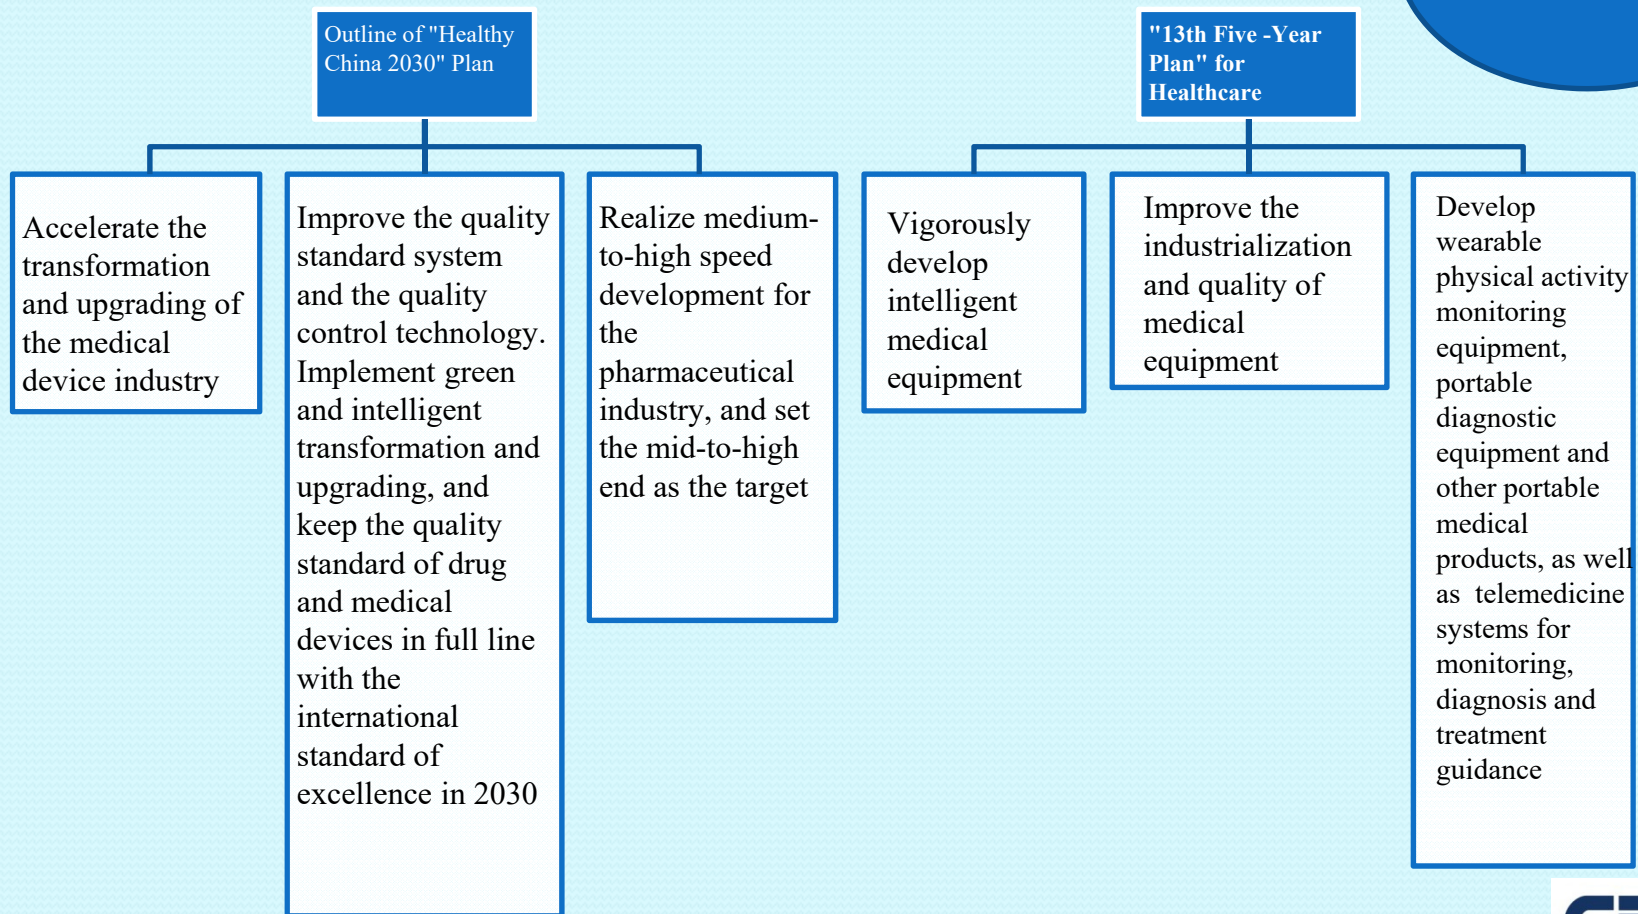 Outline of "Healthy
China 2030" Plan
Accelerate the
transformation
and upgrading of
the medical
device industry
Improve the quality
standard system
and the quality
control technology.
Implement green
and intelligent
transformation and
upgrading, and
keep the quality
standard of drug
and medical
devices in full line
with the
international
standard of
excellence in 2030
Realize medium-
to-high speed
development for
the
pharmaceutical
industry, and set
the mid-to-high
end as the target
"13th Five -Year
Plan" for
Healthcare
Vigorously
develop
intelligent
medical
equipment
Improve the
industrialization
and quality of
medical
equipment
Develop
wearable
physical activity
monitoring
equipment,
portable
diagnostic
equipment and
other portable
medical
products, as well
as  telemedicine
systems for
monitoring,
diagnosis and
treatment
guidance